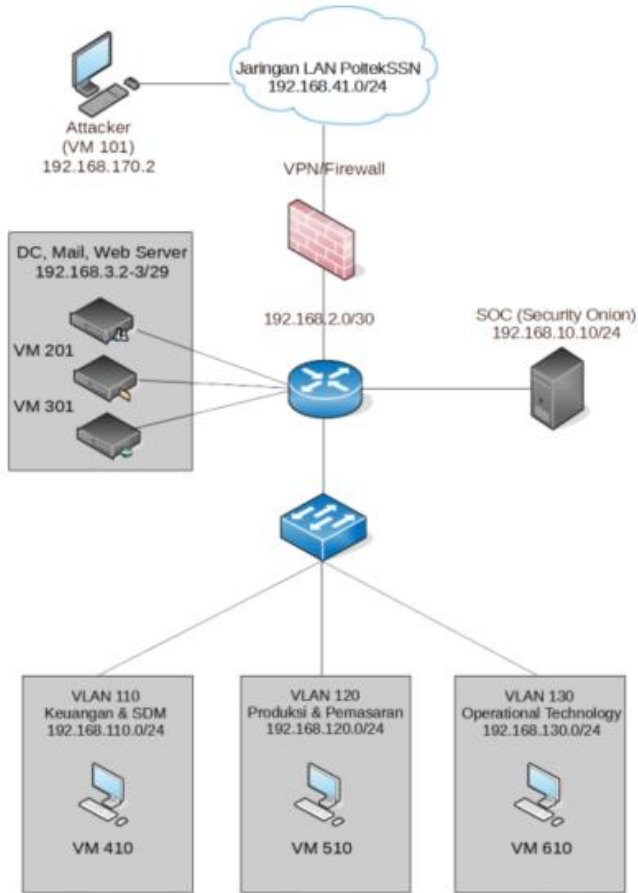 Jaringan LAN PoltekSSN
192.168.41.0/24
Attacker
(VM 101)
192.168.170.2
VPN/Firewall
DC, Mail, Web Server
192.168.3.2-3/29
VM 201
VM 301
192.168.2.0/30
SOC (Security Onion)
192.168.10.10/24
VLAN 110
Keuangan & SDM
192.168.110.0/24
VM 410
VLAN 120
Produksi & Pemasaran
192.168.120.0/24
VM 510
VLAN 130
Operational Technology
192.168.130.0/24
VM 610